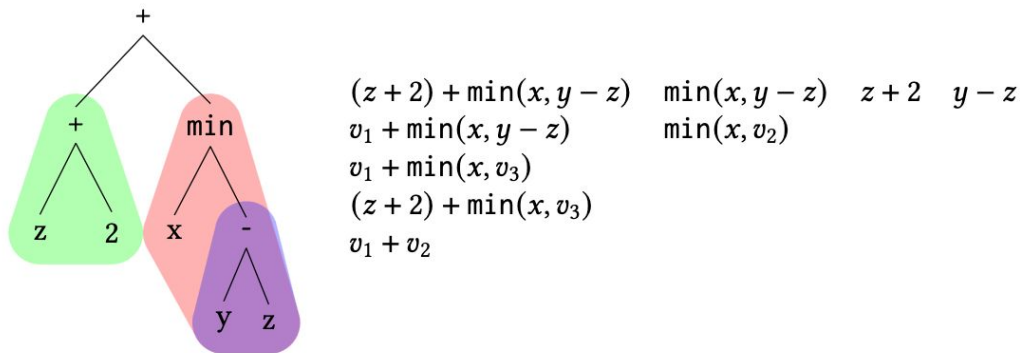 +
+ min
z 2 x -
y z
(z + 2) + min(x, y − z) min(x, y − z) z + 2 y − z
v₁ + min(x, y − z) min(x, v₂)
v₁ + min(x, v₃)
(z + 2) + min(x, v₃)
v₁ + v₂